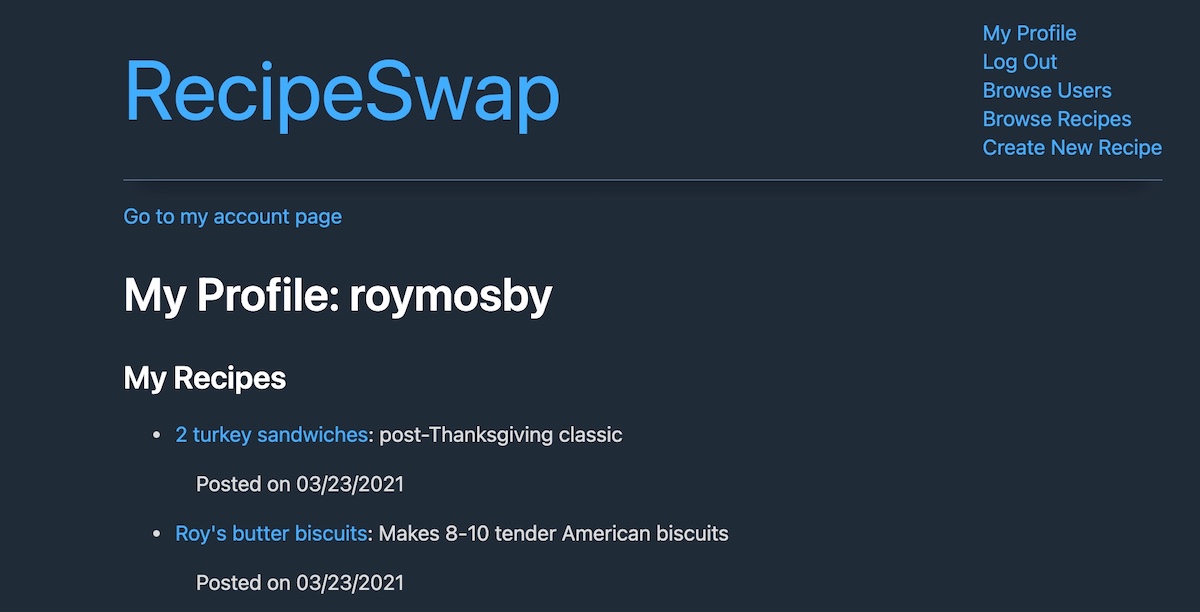 RecipeSwap
My Profile
Log Out
Browse Users
Browse Recipes
Create New Recipe
Go to my account page
My Profile: roymosby
My Recipes
• 2 turkey sandwiches: post-Thanksgiving classic
Posted on 03/23/2021
• Roy's butter biscuits: Makes 8-10 tender American biscuits
Posted on 03/23/2021